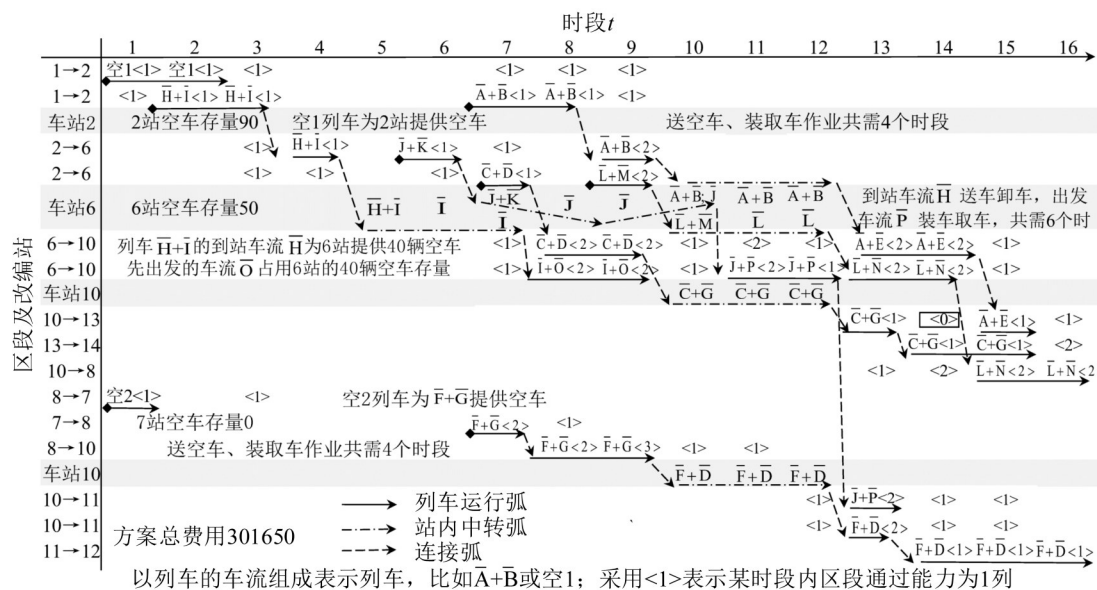 时段t
1 2 3 4 5 6 7 8 9 10 11 12 13 14 15 16
区段及改编站
1→2 空1<1> 空1<1> <1> <1> <1> <1>
1→2 <1> H̅+I̅<1> H̅+I̅<1> A̅+B̅<1> A̅+B̅<1> <1>
车站2 2站空车存量90 空1列车为2站提供空车 送空车、装取车作业共需4个时段
2→6 <1> H̅+I̅<1> J̅+K̅<1> <1> A̅+B̅<2>
2→6 <1> <1> <1> C̅+D̅<1> L̅+M̅<2>
J̅+K̅ A̅+B̅ J̅ A̅+B̅ A̅+B̅ 到站车流H̅ 送车卸车，出发
车站6 6站空车存量50 H̅+I̅ I̅ J̅ J̅
I̅ L̅+M̅ L̅ L̅ 车流P̅ 装车取车，共需6个时
6→10 列车H̅+I̅的到站车流H̅为6站提供40辆空车 <1> C̅+D̅<2> C̅+D̅<2> <1> <2> <1> A̅+E̅<2> A̅+E̅<2> <1>
6→10 先出发的车流O̅占用6站的40辆空车存量 <1> I̅+O̅<2> I̅+O̅<2> <1> J̅+P̅<2> J̅+P̅<1> L̅+N̅<2> L̅+N̅<2> <1>
车站10 C̅+G̅ C̅+G̅ C̅+G̅
10→13 C̅+G̅<1> <0> A̅+E̅<1> <1>
13→14 C̅+G̅<1> C̅+G̅<1> <2>
10→8 <1> <2> L̅+N̅<2> L̅+N̅<2
8→7 空2<1> <1> 空2列车为F̅+G̅提供空车
7→8 7站空车存量0 F̅+G̅<2> <1>
8→10 送空车、装取车作业共需4个时段 F̅+G̅<2> F̅+G̅<3> <1> <1>
车站10 F̅+D̅ F̅+D̅ F̅+D̅
10→11 列车运行弧 <1> J̅+P̅<2> <1> <1>
10→11 方案总费用301650 站内中转弧 <1> F̅+D̅<2> <1> <1>
11→12 连接弧 F̅+D̅<1> F̅+D̅<1> F̅+D̅<1>
以列车的车流组成表示列车，比如A̅+B̅或空1；采用<1>表示某时段内区段通过能力为1列